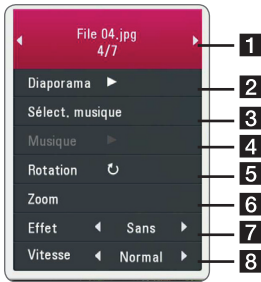 File 04.jpg
4/7
1
Diaporama
2
Sélect. musique
3
Musique
4
Rotation
5
Zoom
6
Effet Sans
7
Vitesse Normal
8